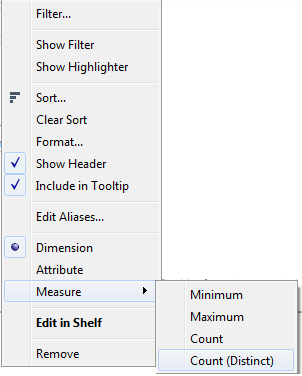 Filter...
Show Filter
Show Highlighter
Sort...
Clear Sort
Format...
Show Header
Include in Tooltip
Edit Aliases...
Dimension
Attribute
Measure
Minimum
Maximum
Count
Count (Distinct)
Edit in Shelf
Remove